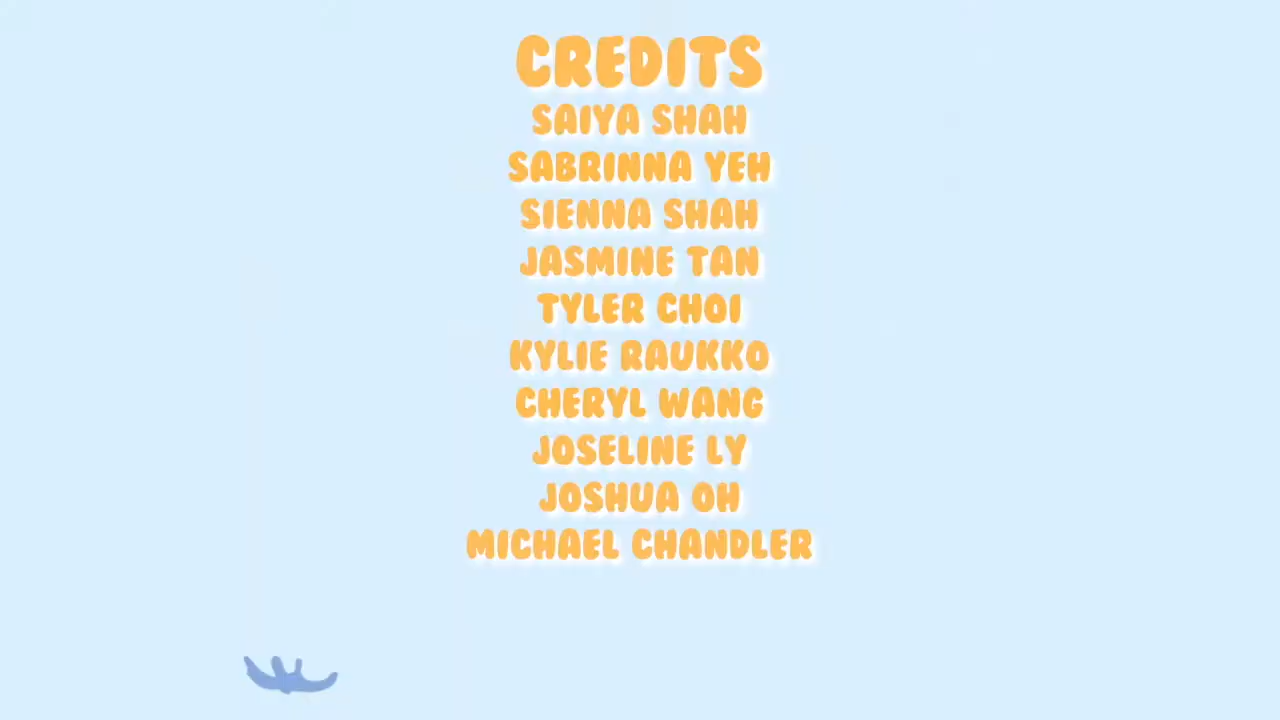 CREDITS
SAIYA SHAH
SABRINNA YEH
SIENNA SHAH
JASMINE TAN
TYLER CHOI
KYLIE RAUKKO
CHERYL WANG
JOSELINE LY
JOSHUA OH
MICHAEL CHANDLER